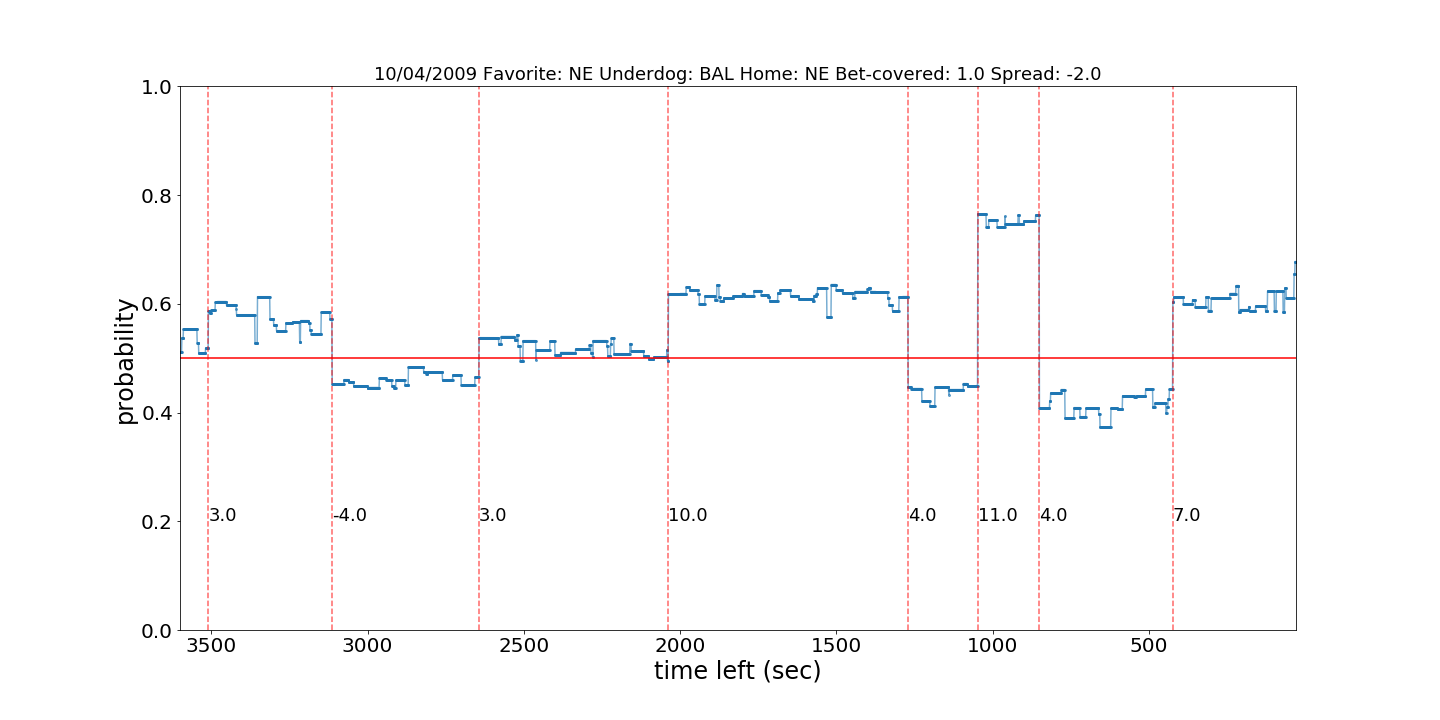 10/04/2009 Favorite: NE Underdog: BAL Home: NE Bet-covered: 1.0 Spread: -2.0
1.0
0.8
0.6
0.4
0.2
0.0
probability
3.0 -4.0 3.0 10.0 4.0 11.0 4.0 7.0
3500 3000 2500 2000 1500 1000 500
time left (sec)